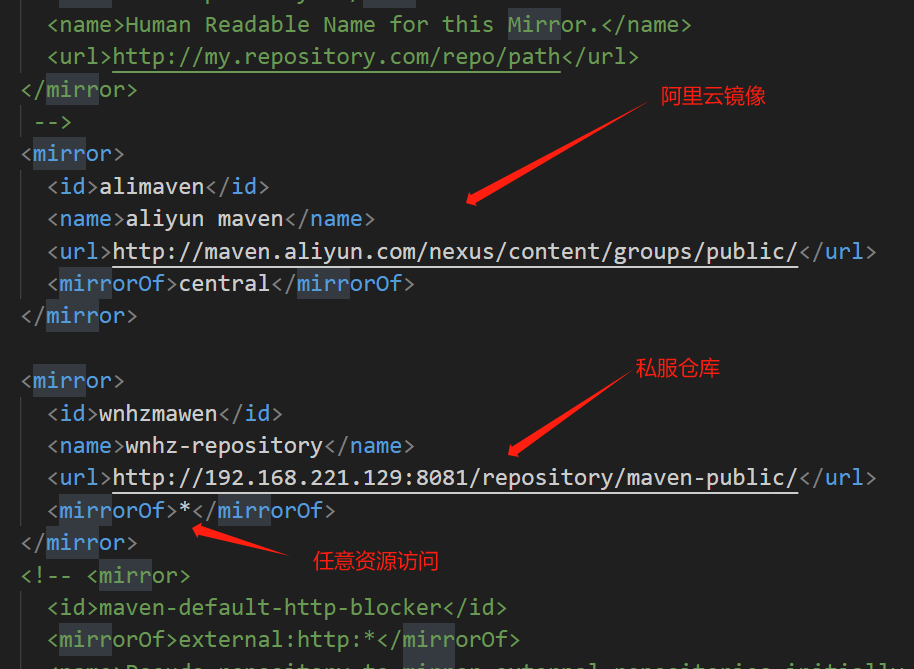 <name>Human Readable Name for this Mirror.</name>
<url>http://my.repository.com/repo/path</url>
</mirror>
阿里云镜像
-->
<mirror>
<id>alimaven</id>
<name>aliyun maven</name>
<url>http://maven.aliyun.com/nexus/content/groups/public/</url>
<mirrorOf>central</mirrorOf>
</mirror>
<mirror>
私服仓库
<id>wnhzmawen</id>
<name>wnhz-repository</name>
<url>http://192.168.221.129:8081/repository/maven-public/</url>
<mirrorOf>*</mirrorOf>
</mirror>
任意资源访问
<!-- <mirror>
<id>maven-default-http-blocker</id>
<mirrorOf>external:http:*</mirrorOf>